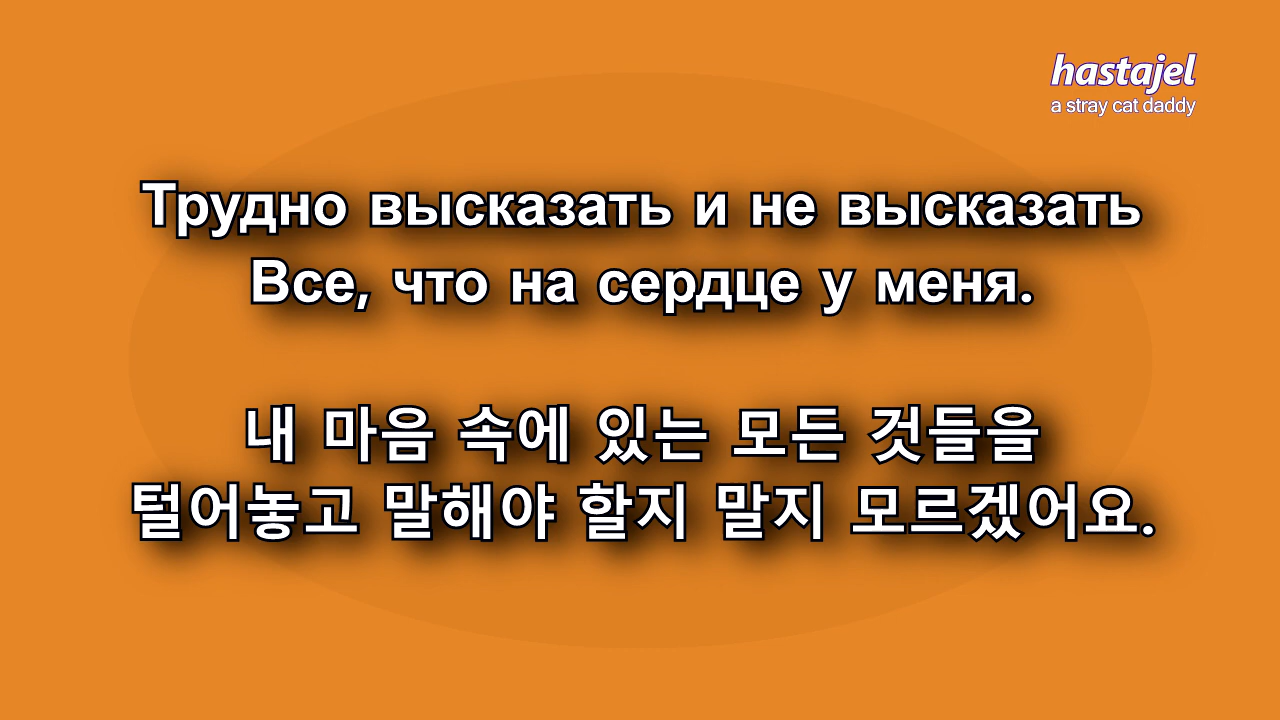 hastajel
a stray cat daddy
Трудно высказать и не высказать
Все, что на сердце у меня.
내 마음 속에 있는 모든 것들을
털어놓고 말해야 할지 말지 모르겠어요.